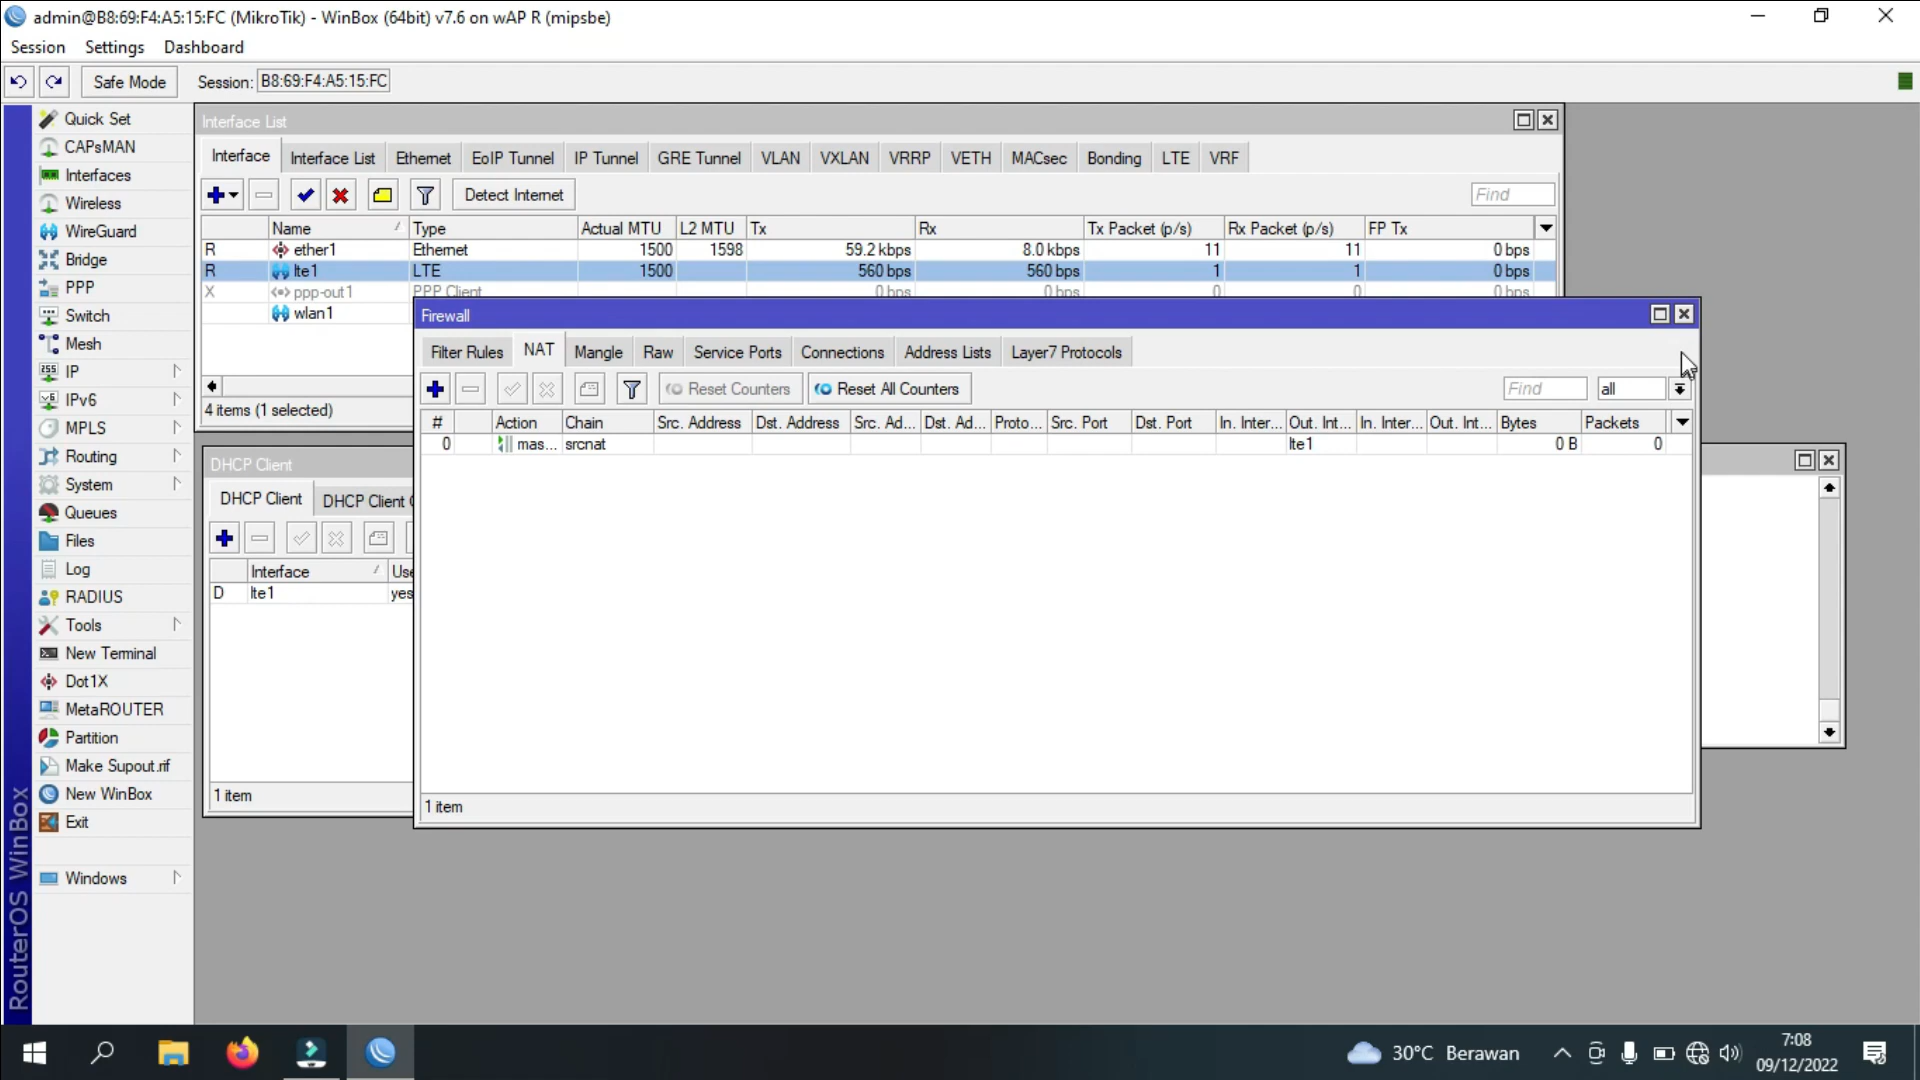 admin@B8:69:F4:A5:15:FC (MikroTik) - WinBox (64bit) v7.6 on wAP R (mipsbe)
Session Settings Dashboard
Safe Mode Session: B8:69:F4:A5:15:FC
Quick Set
CAPsMAN
Interfaces
Wireless
WireGuard
Bridge
PPP
Switch
Mesh
IP
IPv6
MPLS
Routing
System
Queues
Files
Log
RADIUS
Tools
New Terminal
Dot1X
MetaROUTER
Partition
Make Supout.rif
New WinBox
Exit
Windows
RouterOS WinBox
Interface List
Interface Interface List Ethernet EoIP Tunnel IP Tunnel GRE Tunnel VLAN VXLAN VRRP VETH MACsec Bonding LTE VRF
Detect Internet Find
Name Type Actual MTU L2 MTU Tx Rx Tx Packet (p/s) Rx Packet (p/s) FP Tx
R ether1 Ethernet 1500 1598 59.2 kbps 8.0 kbps 11 11 0 bps
R lte1 LTE 1500 560 bps 560 bps 1 1 0 bps
X ppp-out1 PPP Client 0 bps 0 bps 0 0 0 bps
wlan1
4 items (1 selected)
Firewall
Filter Rules NAT Mangle Raw Service Ports Connections Address Lists Layer7 Protocols
Reset Counters Reset All Counters Find all
# Action Chain Src. Address Dst. Address Src. Ad... Dst. Ad... Proto... Src. Port Dst. Port In. Inter... Out. Int... In. Inter... Out. Int... Bytes Packets
0 mas... srcnat lte1 0 B 0
1 item
DHCP Client
DHCP Client DHCP Client
Interface Use
D lte1 yes
1 item
30°C Berawan
7:08
09/12/2022